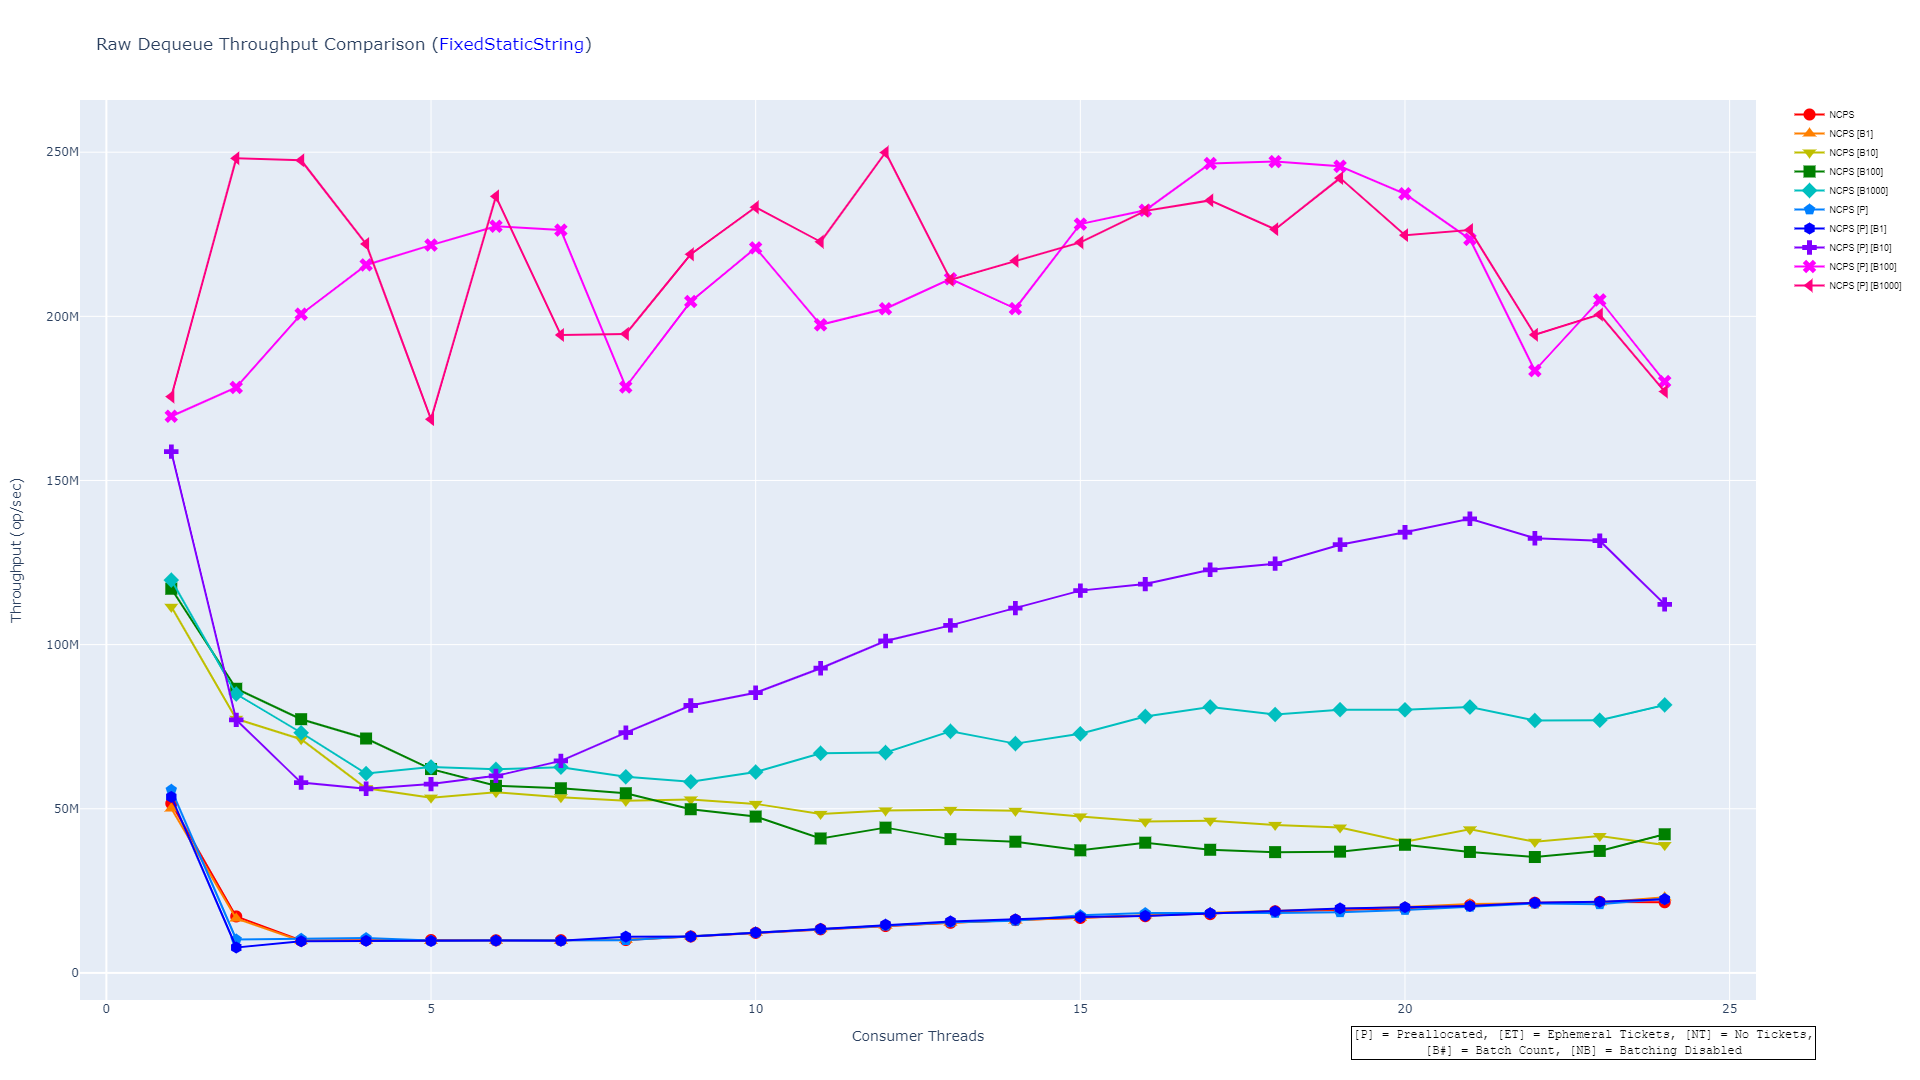 Raw Dequeue Throughput Comparison (FixedStaticString)
NCPS
NCPS [B1]
NCPS [B10]
NCPS [B100]
NCPS [B1000]
NCPS [P]
NCPS [P] [B1]
NCPS [P] [B10]
NCPS [P] [B100]
NCPS [P] [B1000]
Throughput (op/sec)
250M
200M
150M
100M
50M
0
0 5 10 15 20 25
Consumer Threads
[P] = Preallocated, [ET] = Ephemeral Tickets, [NT] = No Tickets,
[B#] = Batch Count, [NB] = Batching Disabled